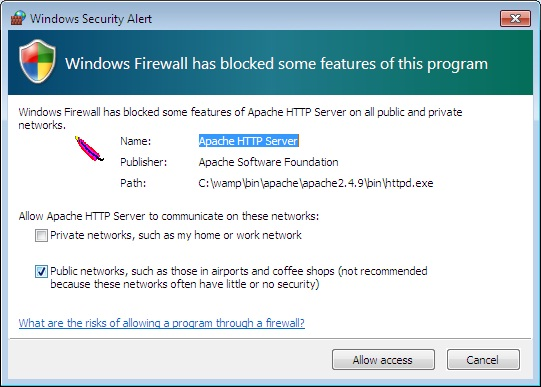 Windows Security Alert
Windows Firewall has blocked some features of this program
Windows Firewall has blocked some features of Apache HTTP Server on all public and private
networks.
Name: Apache HTTP Server
Publisher: Apache Software Foundation
Path: C:\wamp\bin\apache\apache2.4.9\bin\httpd.exe
Allow Apache HTTP Server to communicate on these networks:
Private networks, such as my home or work network
Public networks, such as those in airports and coffee shops (not recommended
because these networks often have little or no security)
What are the risks of allowing a program through a firewall?
Allow access Cancel